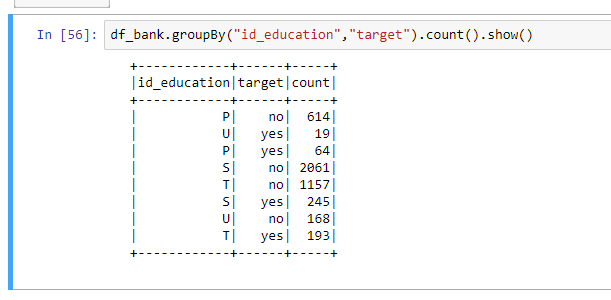 In [56]: df_bank.groupBy("id_education","target").count().show()
+------------+------+-----+
|id_education|target|count|
+------------+------+-----+
|           P|    no|  614|
|           U|   yes|   19|
|           P|   yes|   64|
|           S|    no| 2061|
|           T|    no| 1157|
|           S|   yes|  245|
|           U|    no|  168|
|           T|   yes|  193|
+------------+------+-----+